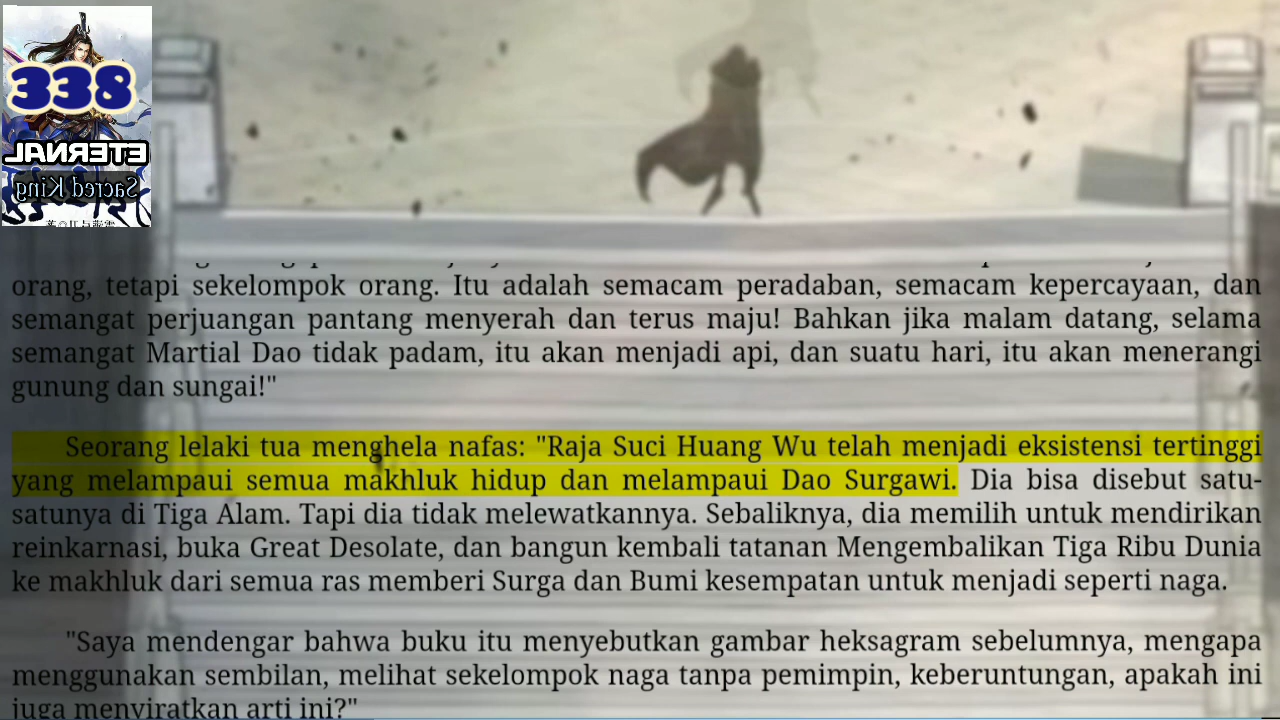 338
ETERNAL
Sacred King
orang, tetapi sekelompok orang. Itu adalah semacam peradaban, semacam kepercayaan, dan
semangat perjuangan pantang menyerah dan terus maju! Bahkan jika malam datang, selama
semangat Martial Dao tidak padam, itu akan menjadi api, dan suatu hari, itu akan menerangi
gunung dan sungai!"
Seorang lelaki tua menghela nafas: "Raja Suci Huang Wu telah menjadi eksistensi tertinggi
yang melampaui semua makhluk hidup dan melampaui Dao Surgawi. Dia bisa disebut satu-
satunya di Tiga Alam. Tapi dia tidak melewatkannya. Sebaliknya, dia memilih untuk mendirikan
reinkarnasi, buka Great Desolate, dan bangun kembali tatanan Mengembalikan Tiga Ribu Dunia
ke makhluk dari semua ras memberi Surga dan Bumi kesempatan untuk menjadi seperti naga.
"Saya mendengar bahwa buku itu menyebutkan gambar heksagram sebelumnya, mengapa
menggunakan sembilan, melihat sekelompok naga tanpa pemimpin, keberuntungan, apakah ini
juga menyiratkan arti ini?"